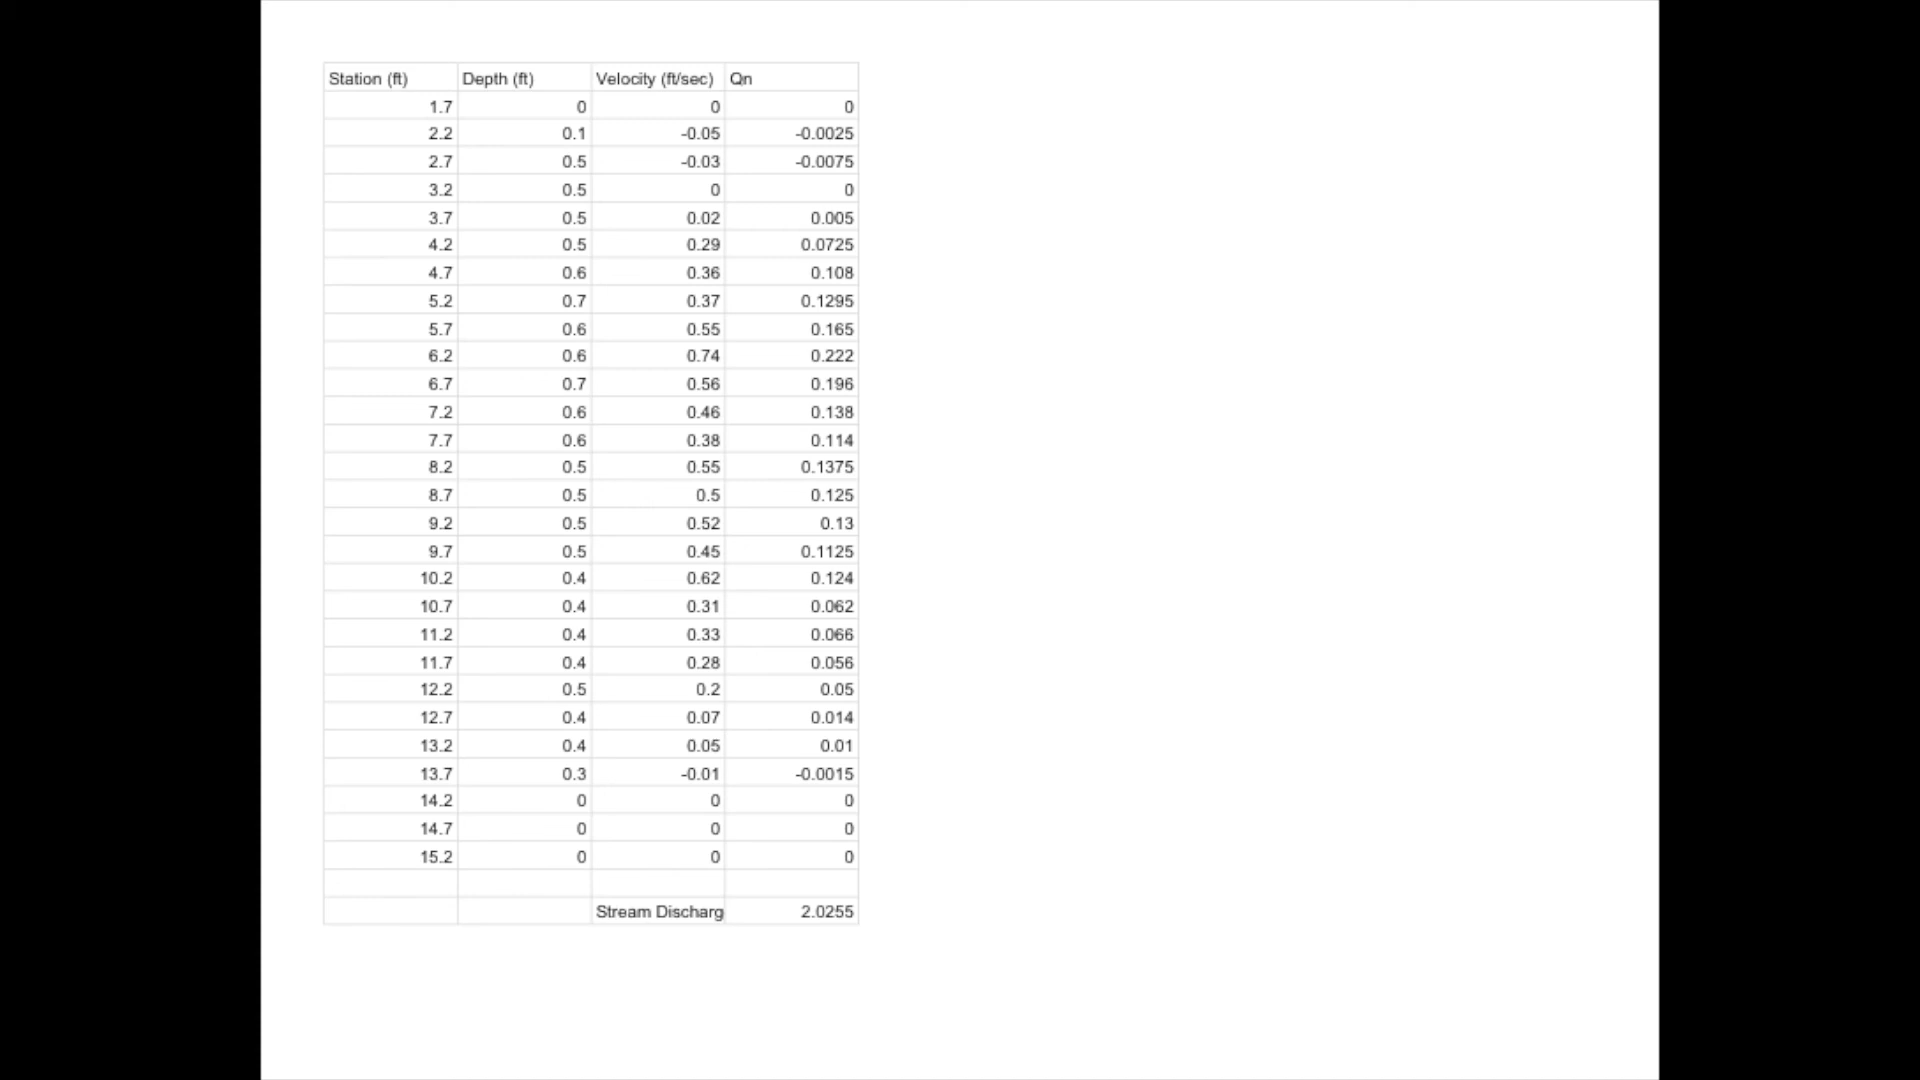 Station (ft) Depth (ft) Velocity (ft/sec) Qn
1.7 0 0 0
2.2 0.1 -0.05 -0.0025
2.7 0.5 -0.03 -0.0075
3.2 0.5 0 0
3.7 0.5 0.02 0.005
4.2 0.5 0.29 0.0725
4.7 0.6 0.36 0.108
5.2 0.7 0.37 0.1295
5.7 0.6 0.55 0.165
6.2 0.6 0.74 0.222
6.7 0.7 0.56 0.196
7.2 0.6 0.46 0.138
7.7 0.6 0.38 0.114
8.2 0.5 0.55 0.1375
8.7 0.5 0.5 0.125
9.2 0.5 0.52 0.13
9.7 0.5 0.45 0.1125
10.2 0.4 0.62 0.124
10.7 0.4 0.31 0.062
11.2 0.4 0.33 0.066
11.7 0.4 0.28 0.056
12.2 0.5 0.2 0.05
12.7 0.4 0.07 0.014
13.2 0.4 0.05 0.01
13.7 0.3 -0.01 -0.0015
14.2 0 0 0
14.7 0 0 0
15.2 0 0 0
Stream Discharg 2.0255